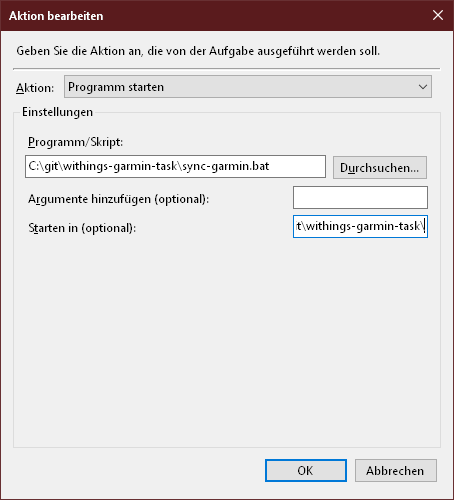 Aktion bearbeiten
Geben Sie die Aktion an, die von der Aufgabe ausgeführt werden soll.
Aktion: Programm starten
Einstellungen
Programm/Skript:
C:\git\withings-garmin-task\sync-garmin.bat Durchsuchen...
Argumente hinzufügen (optional):
Starten in (optional): it\withings-garmin-task\
OK Abbrechen